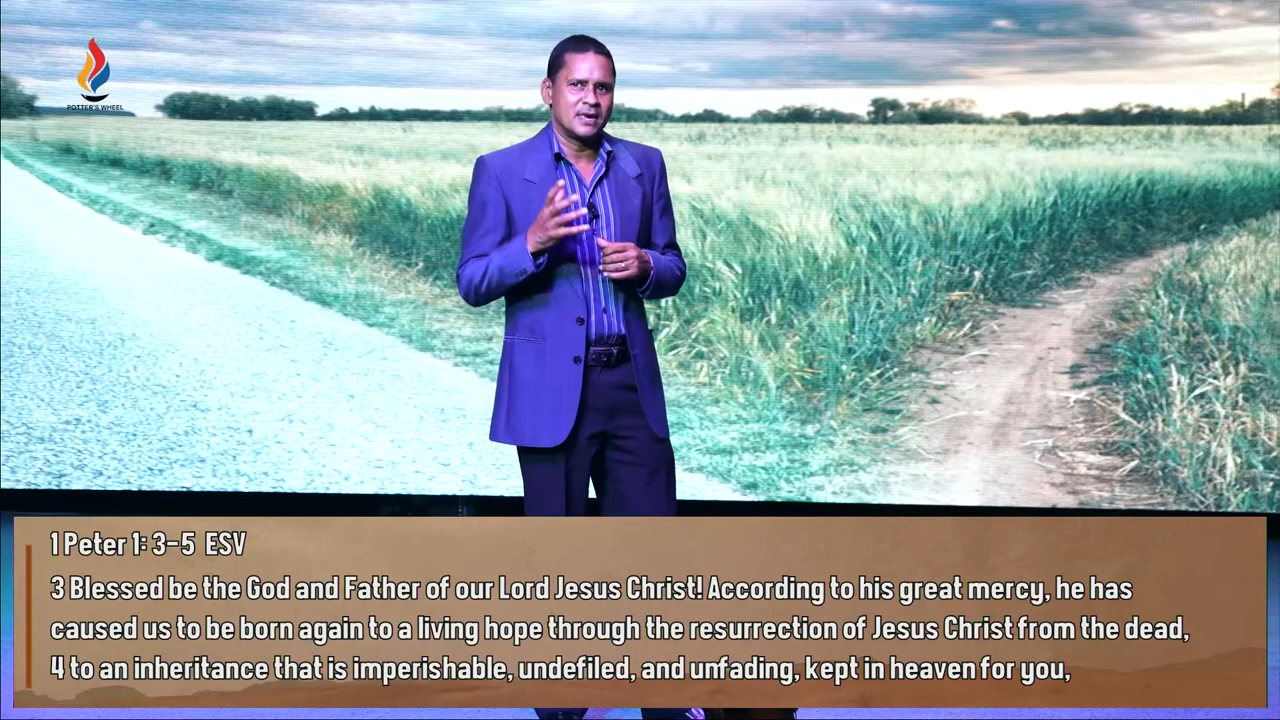 POTTER'S WHEEL
1 Peter 1: 3-5 ESV
3 Blessed be the God and Father of our Lord Jesus Christ! According to his great mercy, he has
caused us to be born again to a living hope through the resurrection of Jesus Christ from the dead,
4 to an inheritance that is imperishable, undefiled, and unfading, kept in heaven for you,